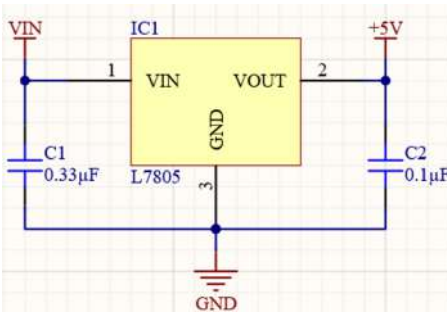 VIN
IC1
+5V
1
VIN
VOUT
2
GND
C1
0.33µF
L7805
3
C2
0.1µF
GND